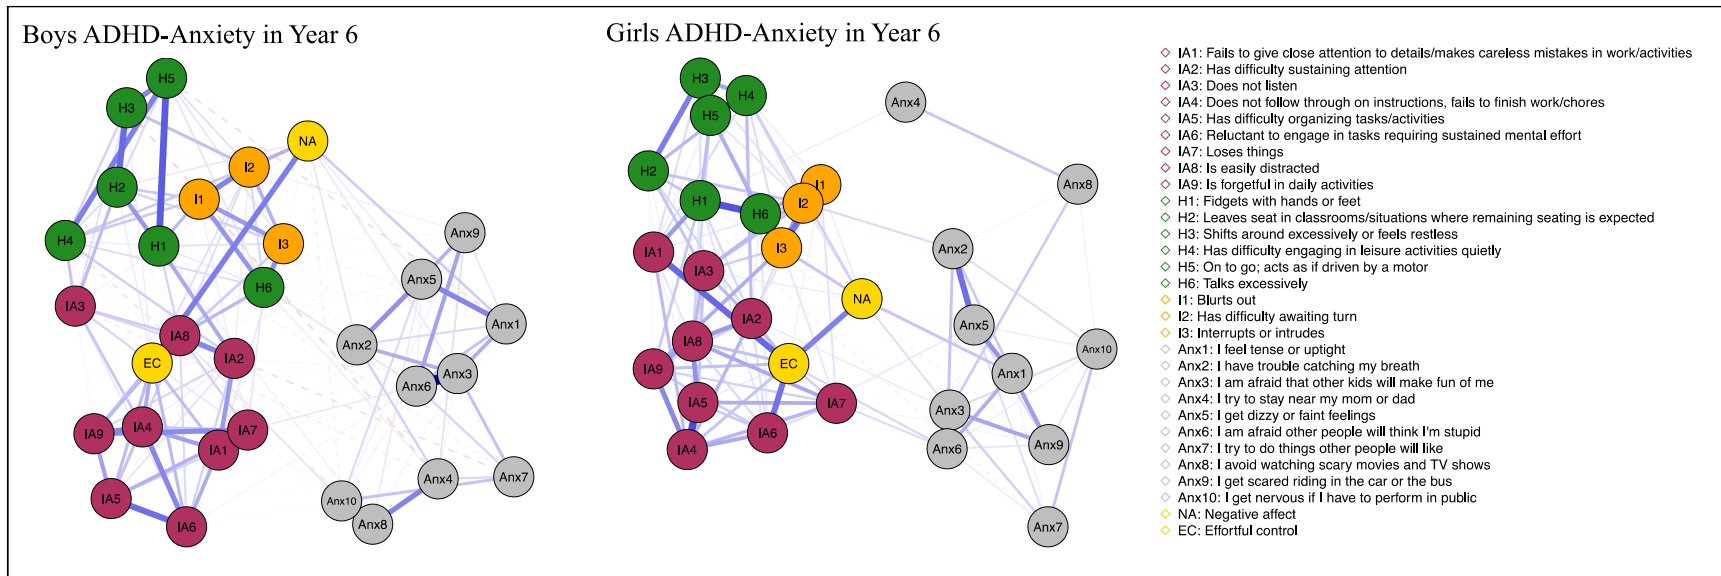 Boys ADHD-Anxiety in Year 6
H5
H3
NA
I2
H2
I1
Anx9
H4
H1
I3
Anx5
H6
IA3
Anx1
IA8
Anx2
IA2
EC
Anx3
Anx6
IA4
IA9
IA7
IA1
Anx7
Anx4
IA5
Anx10
Anx8
IA6
Girls ADHD-Anxiety in Year 6
H3
H4
Anx4
H5
H2
I1
Anx8
H1
I2
H6
I3
Anx2
IA1
IA3
NA
IA2
Anx5
IA8
Anx10
EC
IA9
Anx1
IA5
IA7
Anx3
IA6
Anx9
IA4
Anx6
Anx7
IA1: Fails to give close attention to details/makes careless mistakes in work/activities
IA2: Has difficulty sustaining attention
IA3: Does not listen
IA4: Does not follow through on instructions, fails to finish work/chores
IA5: Has difficulty organizing tasks/activities
IA6: Reluctant to engage in tasks requiring sustained mental effort
IA7: Loses things
IA8: Is easily distracted
IA9: Is forgetful in daily activities
H1: Fidgets with hands or feet
H2: Leaves seat in classrooms/situations where remaining seating is expected
H3: Shifts around excessively or feels restless
H4: Has difficulty engaging in leisure activities quietly
H5: On to go; acts as if driven by a motor
H6: Talks excessively
I1: Blurts out
I2: Has difficulty awaiting turn
I3: Interrupts or intrudes
Anx1: I feel tense or uptight
Anx2: I have trouble catching my breath
Anx3: I am afraid that other kids will make fun of me
Anx4: I try to stay near my mom or dad
Anx5: I get dizzy or faint feelings
Anx6: I am afraid other people will think I'm stupid
Anx7: I try to do things other people will like
Anx8: I avoid watching scary movies and TV shows
Anx9: I get scared riding in the car or the bus
Anx10: I get nervous if I have to perform in public
NA: Negative affect
EC: Effortful control